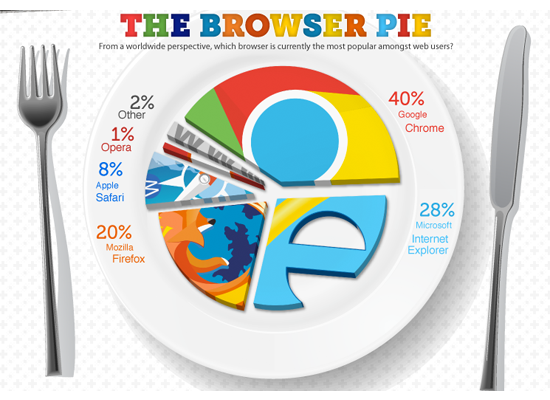 THE BROWSER PIE
From a worldwide perspective, which browser is currently the most popular amongst web users?
2%
Other
1%
Opera
8%
Apple
Safari
20%
Mozilla
Firefox
40%
Google
Chrome
28%
Microsoft
Internet
Explorer